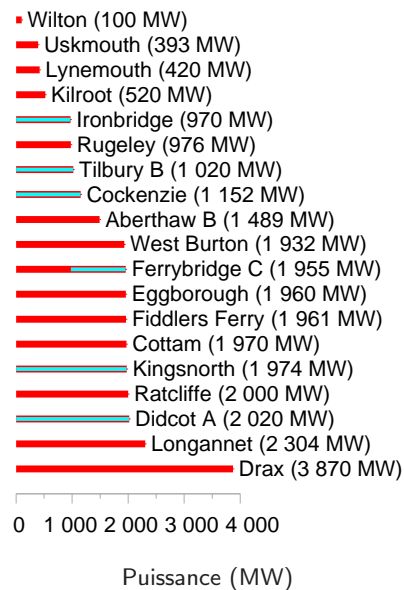 Wilton (100 MW)
Uskmouth (393 MW)
Lynemouth (420 MW)
Kilroot (520 MW)
Ironbridge (970 MW)
Rugeley (976 MW)
Tilbury B (1 020 MW)
Cockenzie (1 152 MW)
Aberthaw B (1 489 MW)
West Burton (1 932 MW)
Ferrybridge C (1 955 MW)
Eggborough (1 960 MW)
Fiddlers Ferry (1 961 MW)
Cottam (1 970 MW)
Kingsnorth (1 974 MW)
Ratcliffe (2 000 MW)
Didcot A (2 020 MW)
Longannet (2 304 MW)
Drax (3 870 MW)
0 1 000 2 000 3 000 4 000
Puissance (MW)